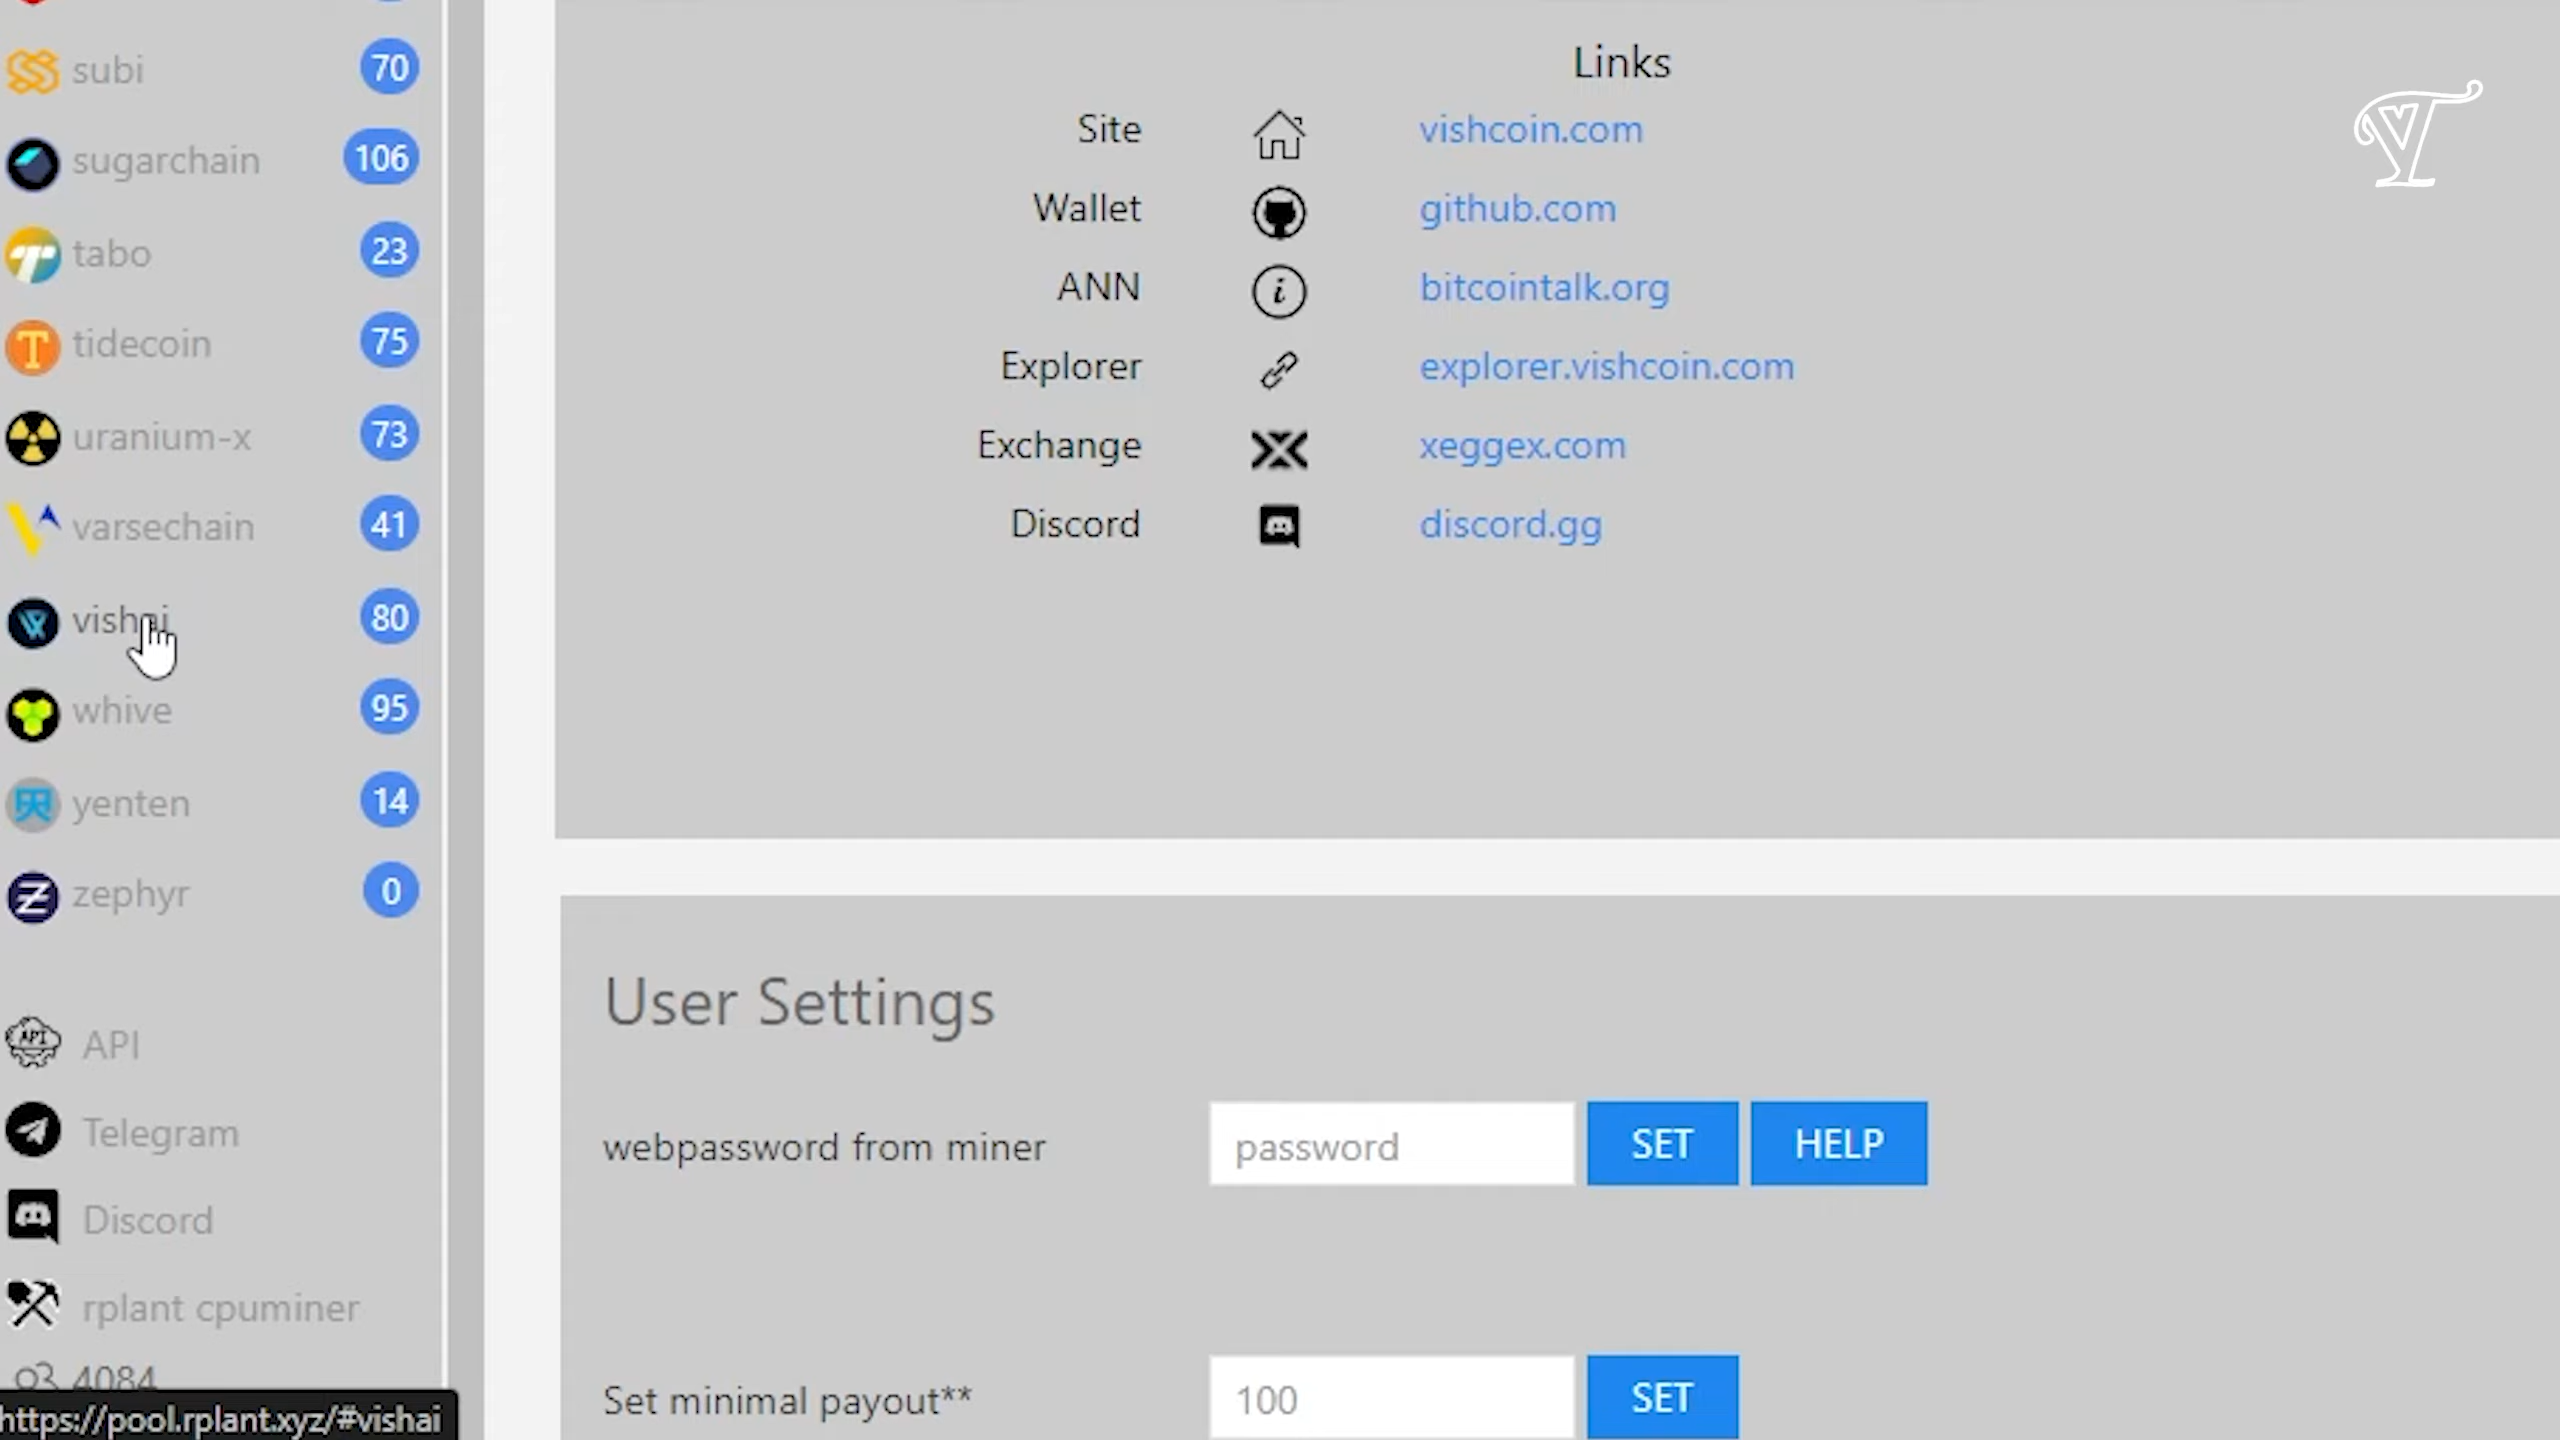 subi 70
sugarchain 106
tabo 23
tidecoin 75
uranium-x 73
varsechain 41
vishai 80
whive 95
yenten 14
zephyr 0
API
Telegram
Discord
rplant cpuminer
4084
https://pool.rplant.xyz/#vishai
Links
Site vishcoin.com
Wallet github.com
ANN bitcointalk.org
Explorer explorer.vishcoin.com
Exchange xeggex.com
Discord discord.gg
User Settings
webpassword from miner password SET HELP
Set minimal payout** 100 SET